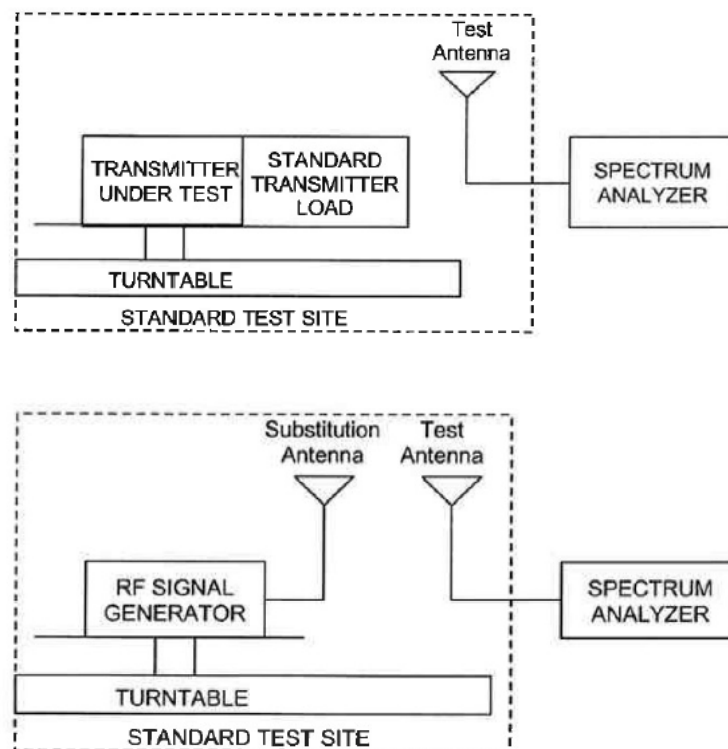 Test
Antenna
TRANSMITTER
UNDER TEST
STANDARD
TRANSMITTER
LOAD
SPECTRUM
ANALYZER
TURNTABLE
STANDARD TEST SITE
Substitution
Antenna
Test
Antenna
RF SIGNAL
GENERATOR
SPECTRUM
ANALYZER
TURNTABLE
STANDARD TEST SITE